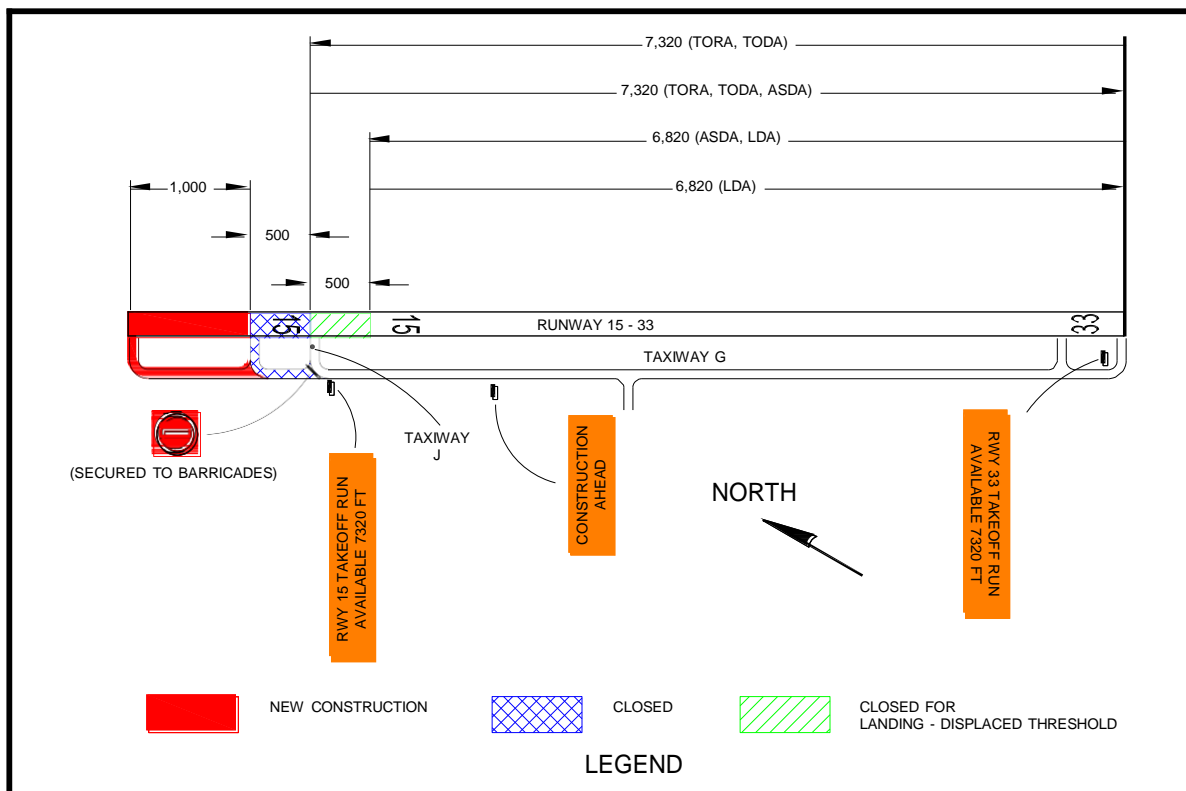 7,320 (TORA, TODA)
7,320 (TORA, TODA, ASDA)
6,820 (ASDA, LDA)
1,000
6,820 (LDA)
500
500
15
15
RUNWAY 15 - 33
33
TAXIWAY G
TAXIWAY
J
(SECURED TO BARRICADES)
RWY 15 TAKEOFF RUN
AVAILABLE 7320 FT
CONSTRUCTION
AHEAD
NORTH
RWY 33 TAKEOFF RUN
AVAILABLE 7320 FT
NEW CONSTRUCTION
CLOSED
CLOSED FOR
LANDING - DISPLACED THRESHOLD
LEGEND